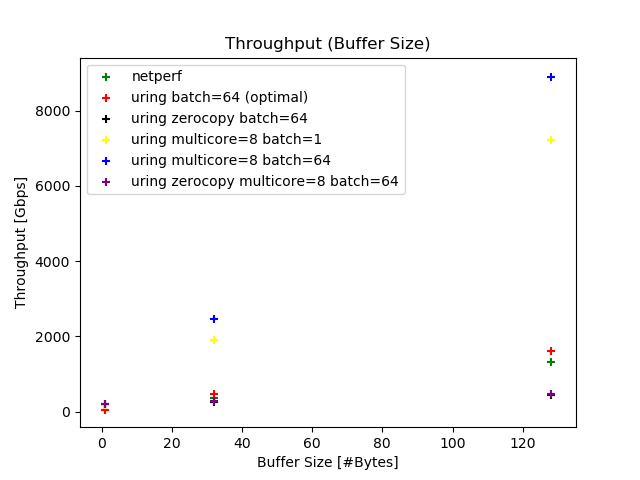 Throughput (Buffer Size)
netperf
uring batch=64 (optimal)
uring zerocopy batch=64
uring multicore=8 batch=1
uring multicore=8 batch=64
uring zerocopy multicore=8 batch=64
Throughput [Gbps]
8000
6000
4000
2000
0
0 20 40 60 80 100 120
Buffer Size [#Bytes]